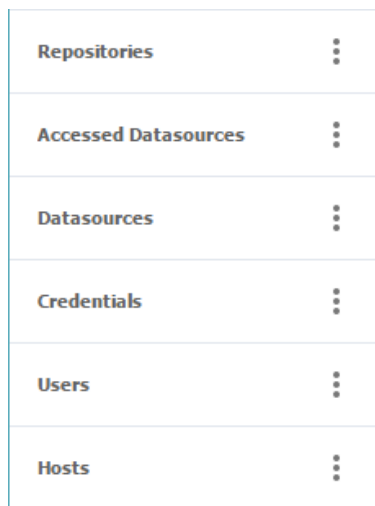 Repositories
Accessed Datasources
Datasources
Credentials
Users
Hosts